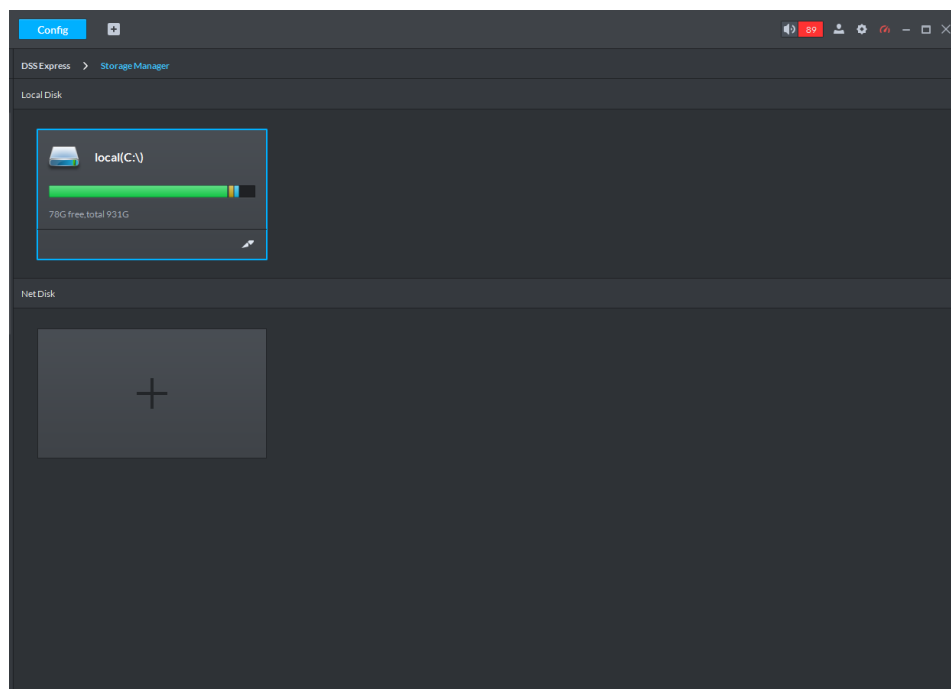 Config
89
DSS Express > Storage Manager
Local Disk
local(C:\)
78G free,total 931G
Net Disk